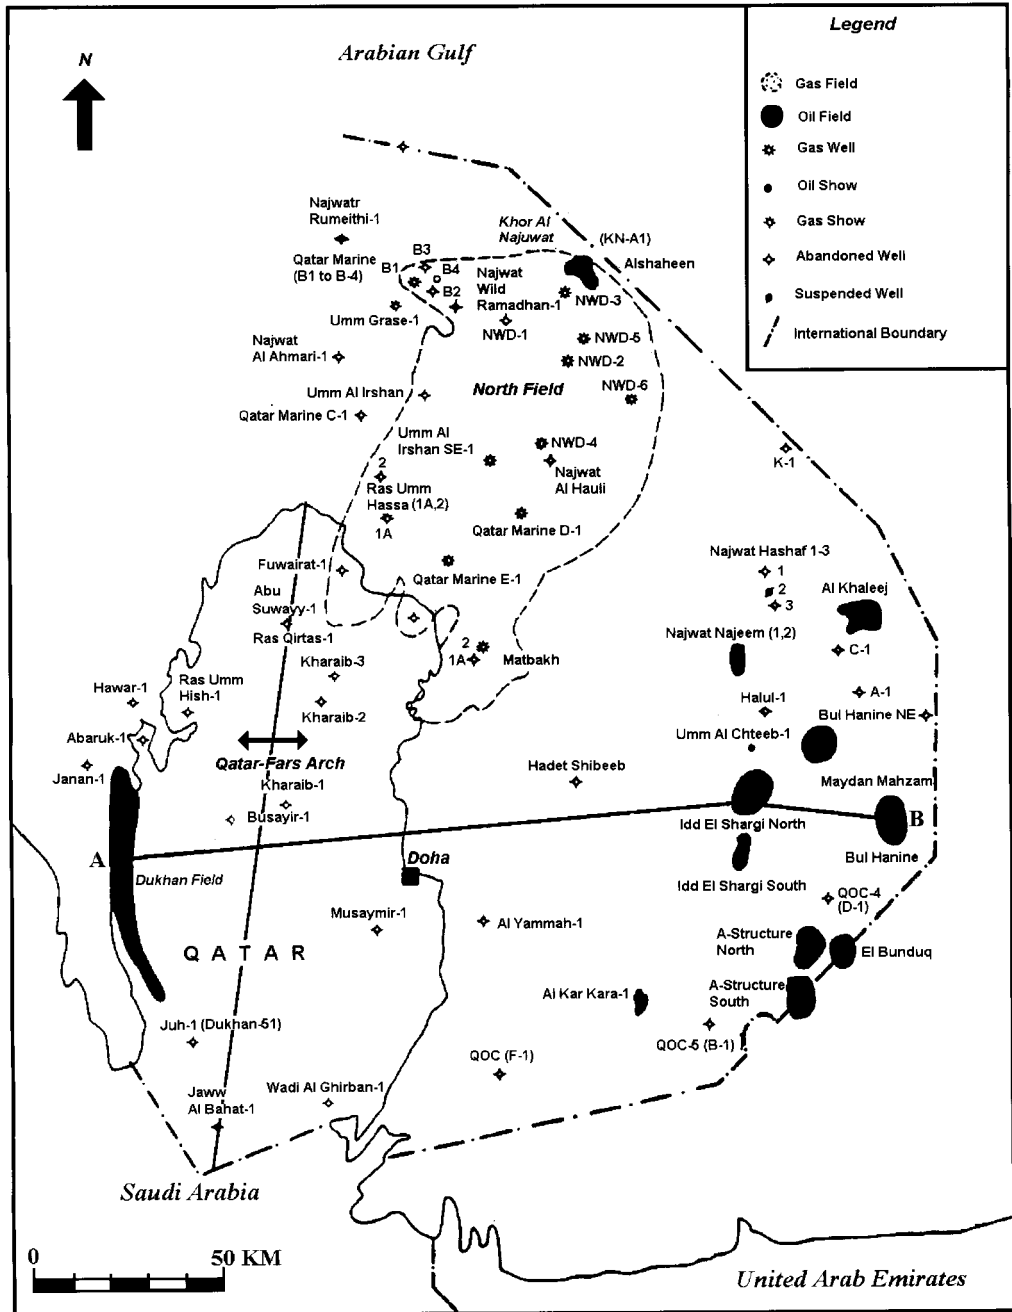 Legend
Gas Field
Oil Field
Gas Well
Oil Show
Gas Show
Abandoned Well
Suspended Well
International Boundary
Arabian Gulf
N
Najwatr
Rumeithi-1
Qatar Marine
(B1 to B-4)
Khor Al
Najuwat
(KN-A1)
Alshaheen
B3
B1
B4
B2
Najwat
Wild
Ramadhan-1
NWD-3
Umm Grase-1
NWD-1
Najwat
Al Ahmari-1
NWD-5
NWD-2
Umm Al Irshan
North Field
NWD-6
Qatar Marine C-1
Umm Al
Irshan SE-1
NWD-4
K-1
2
Najwat
Al Hauli
Ras Umm
Hassa (1A,2)
1A
Qatar Marine D-1
Najwat Hashaf 1-3
Fuwairat-1
Qatar Marine E-1
1
2
3
Al Khaleej
Abu
Suwayy-1
Ras Qirtas-1
Najwat Najeem (1,2)
2
1A
Matbakh
C-1
Kharaib-3
Hawar-1
Ras Umm
Hish-1
Kharaib-2
Halul-1
A-1
Bul Hanine NE
Abaruk-1
Umm Al Chteeb-1
Janan-1
Qatar-Fars Arch
Hadet Shibeeb
Maydan Mahzam
Kharaib-1
Busayir-1
Idd El Shargi North
B
A
Doha
Bul Hanine
Dukhan Field
Idd El Shargi South
QOC-4
(D-1)
Musaymir-1
Al Yammah-1
A-Structure
North
El Bunduq
QATAR
Al Kar Kara-1
A-Structure
South
Juh-1 (Dukhan-51)
QOC-5 (B-1)
QOC (F-1)
Wadi Al Ghirban-1
Jaww
Al Bahat-1
Saudi Arabia
0
50 KM
United Arab Emirates